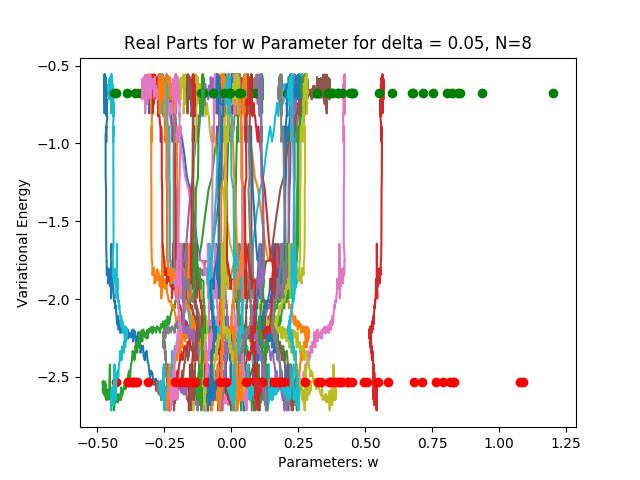 Real Parts for w Parameter for delta = 0.05, N=8
Variational Energy
−0.5
−1.0
−1.5
−2.0
−2.5
−0.50 −0.25 0.00 0.25 0.50 0.75 1.00 1.25
Parameters: w